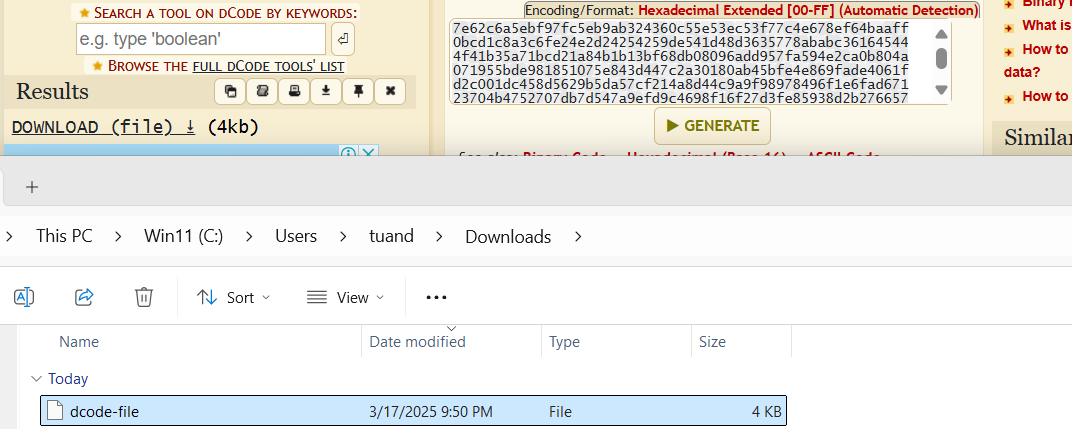 ★ SEARCH A TOOL ON DCODE BY KEYWORDS:
e.g. type 'boolean'
★ BROWSE THE FULL DCODE TOOLS' LIST
Results
DOWNLOAD (file) ↓ (4kb)
Encoding/Format: Hexadecimal Extended [00-FF] (Automatic Detection)
7e62c6a5ebf97fc5eb9ab324360c55e53ec53f77c4e678ef64baaff
0bcd1c8a3c6fe24e2d24254259de541d48d3635778ababc36164544
4f41b35a71bcd21a84b1b13bf68db08096add957fa594e2ca0b804a
071955bde981851075e843d447c2a30180ab45bfe4e869fade4061f
d2c001dc458d5629b5da57cf214a8d44c9a9f98978496f1e6fad671
23704b4752707db7d547a9efd9c4698f16f27d3fe85938d2b276657
▶ GENERATE
What is
How to
data?
How to
Similar
This PC > Win11 (C:) > Users > tuand > Downloads >
Sort
View
Name
Date modified
Type
Size
Today
dcode-file
3/17/2025 9:50 PM
File
4 KB